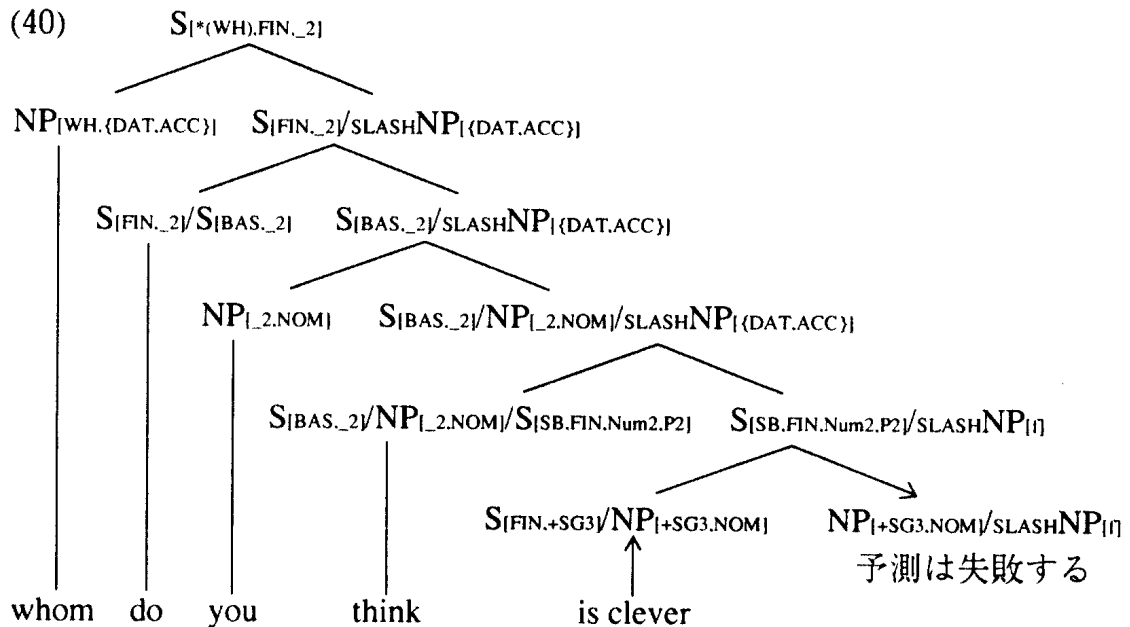 (40) S[*(WH).FIN._2]
NP[WH.{DAT.ACC}] S[FIN._2]/SLASHNP[{DAT.ACC}]
S[FIN._2]/S[BAS._2] S[BAS._2]/SLASHNP[{DAT.ACC}]
NP[_2.NOM] S[BAS._2]/NP[_2.NOM]/SLASHNP[{DAT.ACC}]
S[BAS._2]/NP[_2.NOM]/S[SB.FIN.Num2.P2] S[SB.FIN.Num2.P2]/SLASHNP[f]
S[FIN.+SG3]/NP[+SG3.NOM] NP[+SG3.NOM]/SLASHNP[f]
予測は失敗する
whom do you think is clever